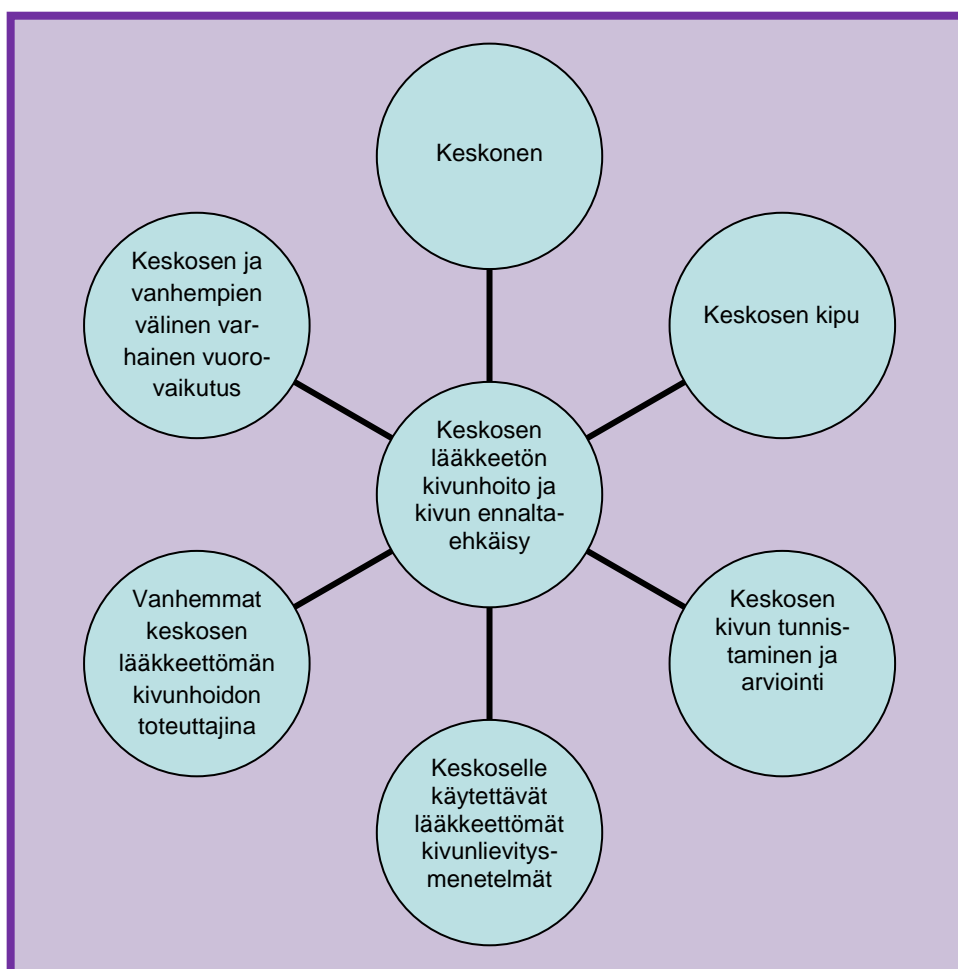 Keskonen
Keskosen ja
vanhempien
välinen var-
hainen vuoro-
vaikutus
Keskosen kipu
Keskosen
lääkkeetön
kivunhoito ja
kivun ennalta-
ehkäisy
Vanhemmat
keskosen
lääkkeettömän
kivunhoidon
toteuttajina
Keskosen
kivun tunnis-
taminen ja
arviointi
Keskoselle
käytettävät
lääkkeettömät
kivunlievitys-
menetelmät